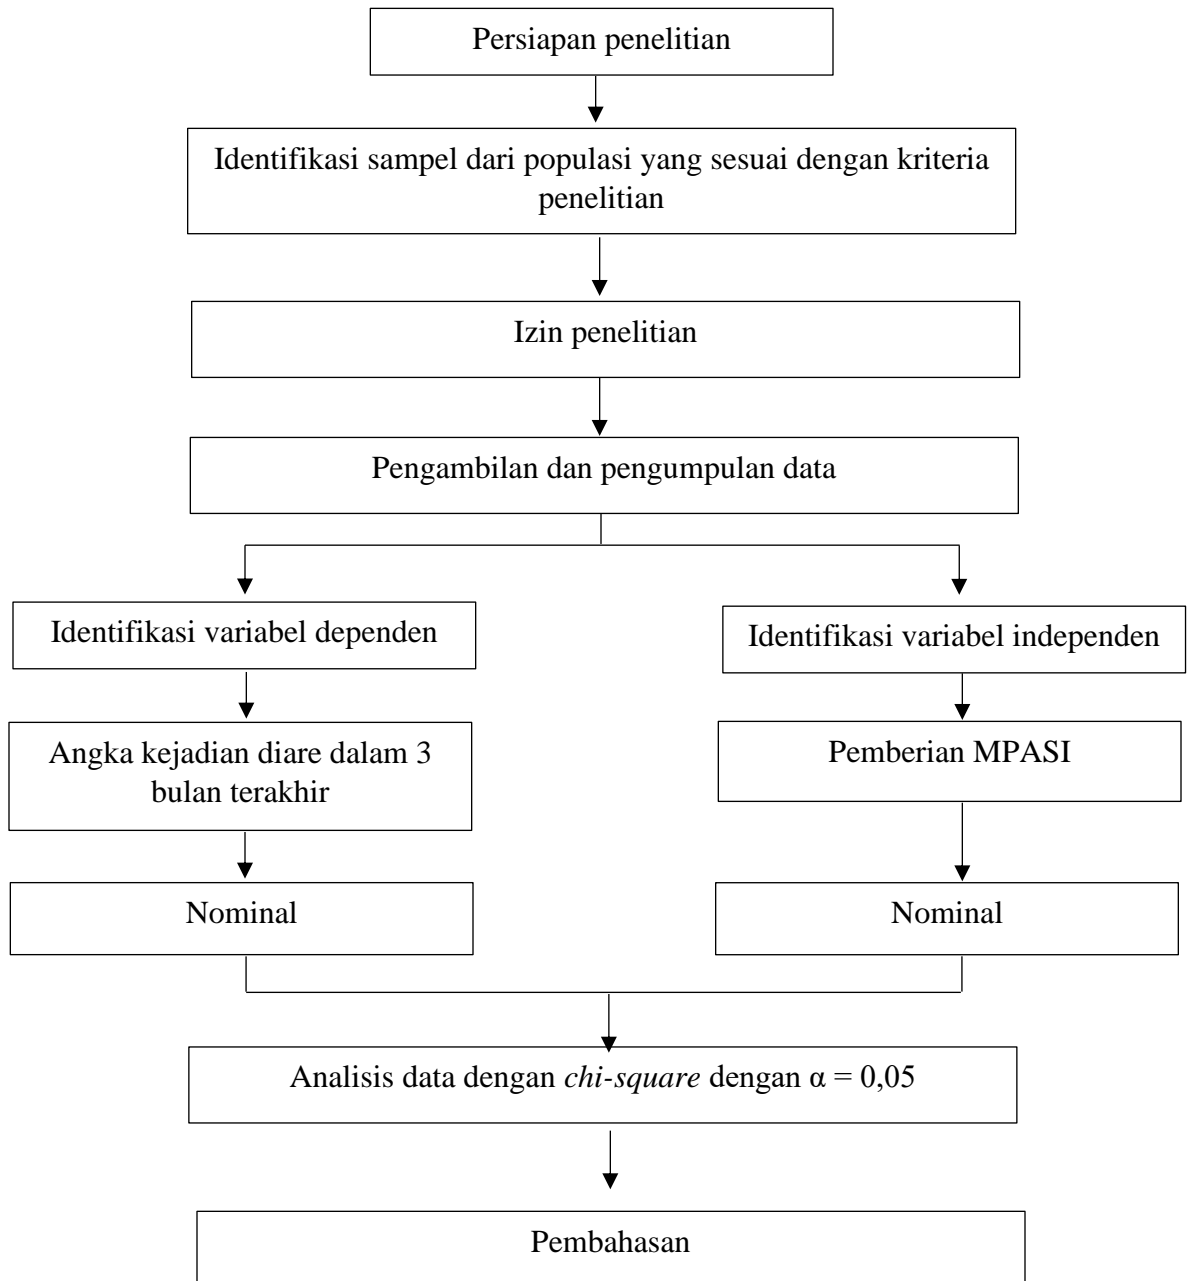 Persiapan penelitian
Identifikasi sampel dari populasi yang sesuai dengan kriteria
penelitian
Izin penelitian
Pengambilan dan pengumpulan data
Identifikasi variabel dependen
Identifikasi variabel independen
Angka kejadian diare dalam 3
bulan terakhir
Pemberian MPASI
Nominal
Nominal
Analisis data dengan chi-square dengan α = 0,05
Pembahasan